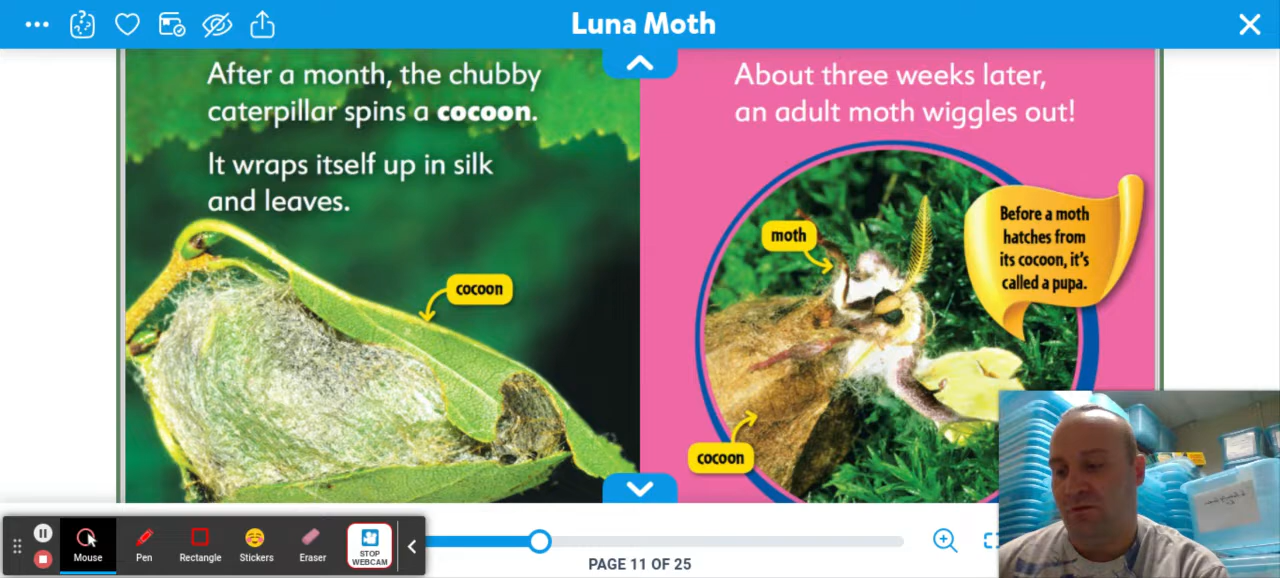 Luna Moth
After a month, the chubby
caterpillar spins a cocoon.
It wraps itself up in silk
and leaves.
cocoon
About three weeks later,
an adult moth wiggles out!
moth
Before a moth
hatches from
its cocoon, it's
called a pupa.
cocoon
Mouse
Pen
Rectangle
Stickers
Eraser
STOP
WEBCAM
PAGE 11 OF 25